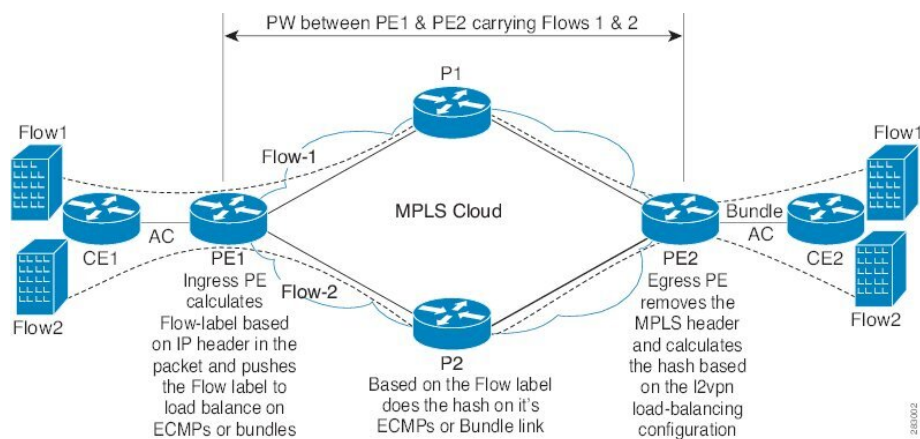 PW between PE1 & PE2 carrying Flows 1 & 2
P1
Flow1
Flow-1
Flow1
MPLS Cloud
Bundle
AC
AC
CE1
PE1
PE2
CE2
Flow2
Flow-2
Flow2
Ingress PE
calculates
Flow-label based
on IP header in the
packet and pushes
the Flow label to
load balance on
ECMPs or bundles
P2
Based on the Flow label
does the hash on it's
ECMPs or Bundle link
Egress PE
removes the
MPLS header
and calculates
the hash based
on the l2vpn
load-balancing
configuration